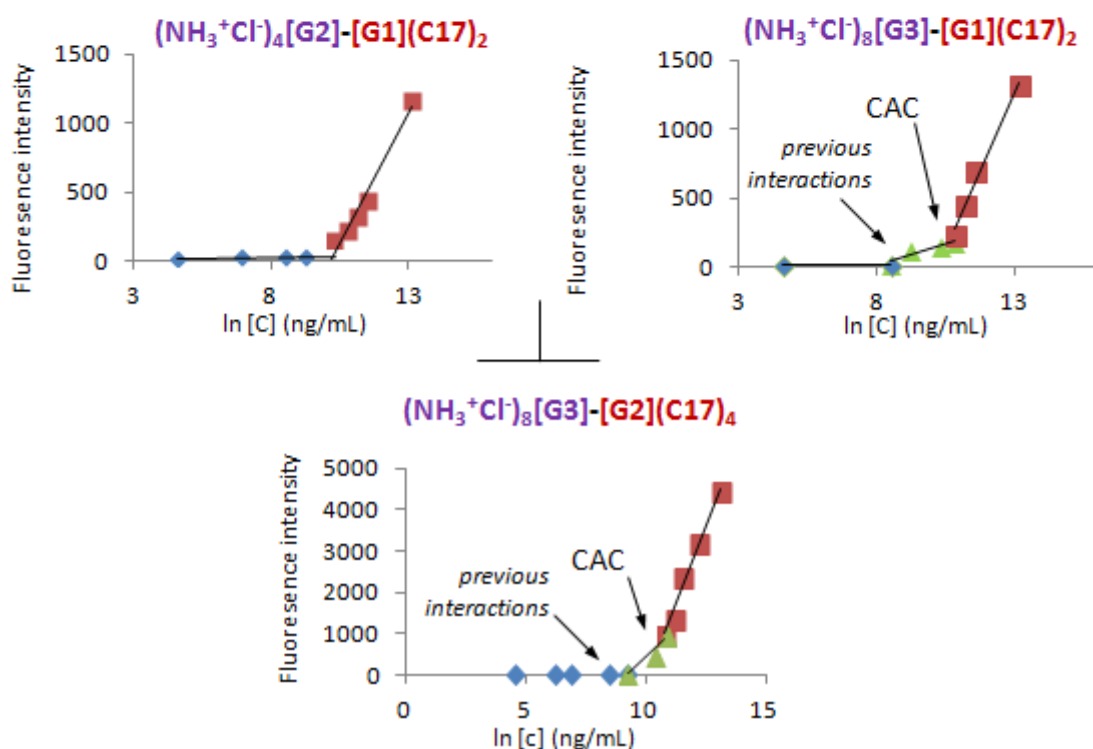 (NH₃⁺Cl⁻)₄[G2]-[G1](C17)₂
Fluoresence intensity
1500
1000
500
0
3
8
13
ln [C] (ng/mL)
(NH₃⁺Cl⁻)₈[G3]-[G1](C17)₂
Fluoresence intensity
1500
1000
500
0
CAC
previous
interactions
3
8
13
ln [C] (ng/mL)
(NH₃⁺Cl⁻)₈[G3]-[G2](C17)₄
Fluoresence intensity
5000
4000
3000
2000
1000
0
CAC
previous
interactions
0
5
10
15
ln [c] (ng/mL)